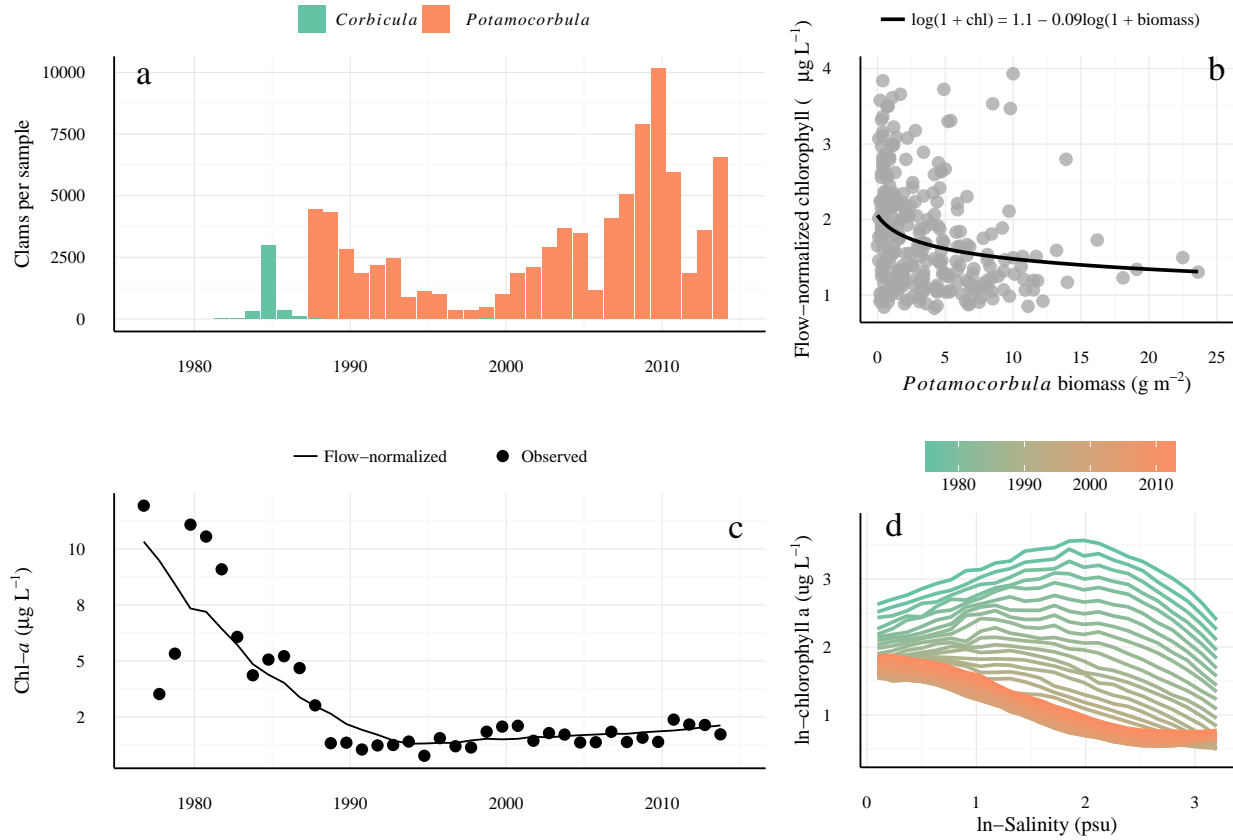 Corbicula Potamocorbula
a
Clams per sample
10000
7500
5000
2500
0
1980 1990 2000 2010
log(1 + chl) = 1.1 − 0.09log(1 + biomass)
b
Flow−normalized chlorophyll ( μg L−1)
4
3
2
1
0 5 10 15 20 25
Potamocorbula biomass (g m−2)
Flow−normalized Observed
c
Chl−a (μg L−1)
10
8
5
2
1980 1990 2000 2010
1980 1990 2000 2010
d
ln−chlorophyll a (ug L−1)
3
2
1
0 1 2 3
ln−Salinity (psu)